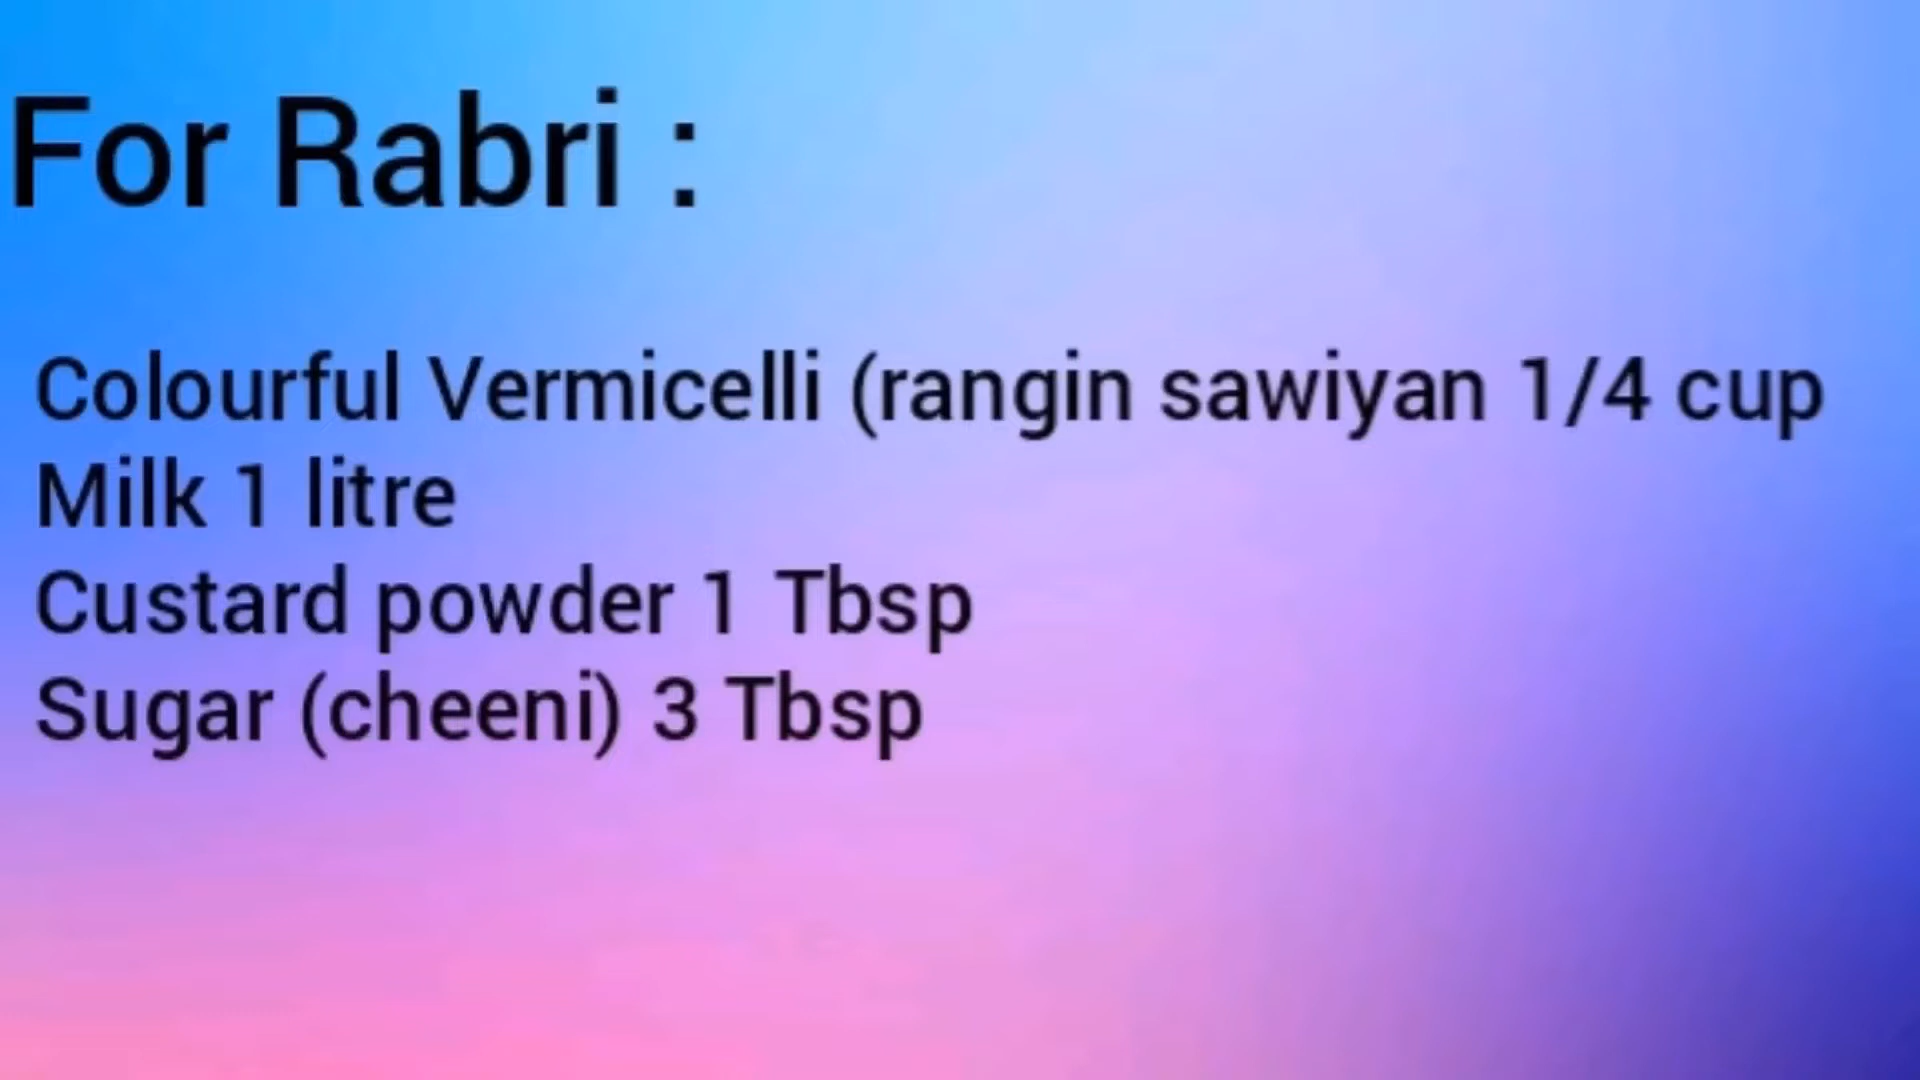 For Rabri :
Colourful Vermicelli (rangin sawiyan 1/4 cup
Milk 1 litre
Custard powder 1 Tbsp
Sugar (cheeni) 3 Tbsp